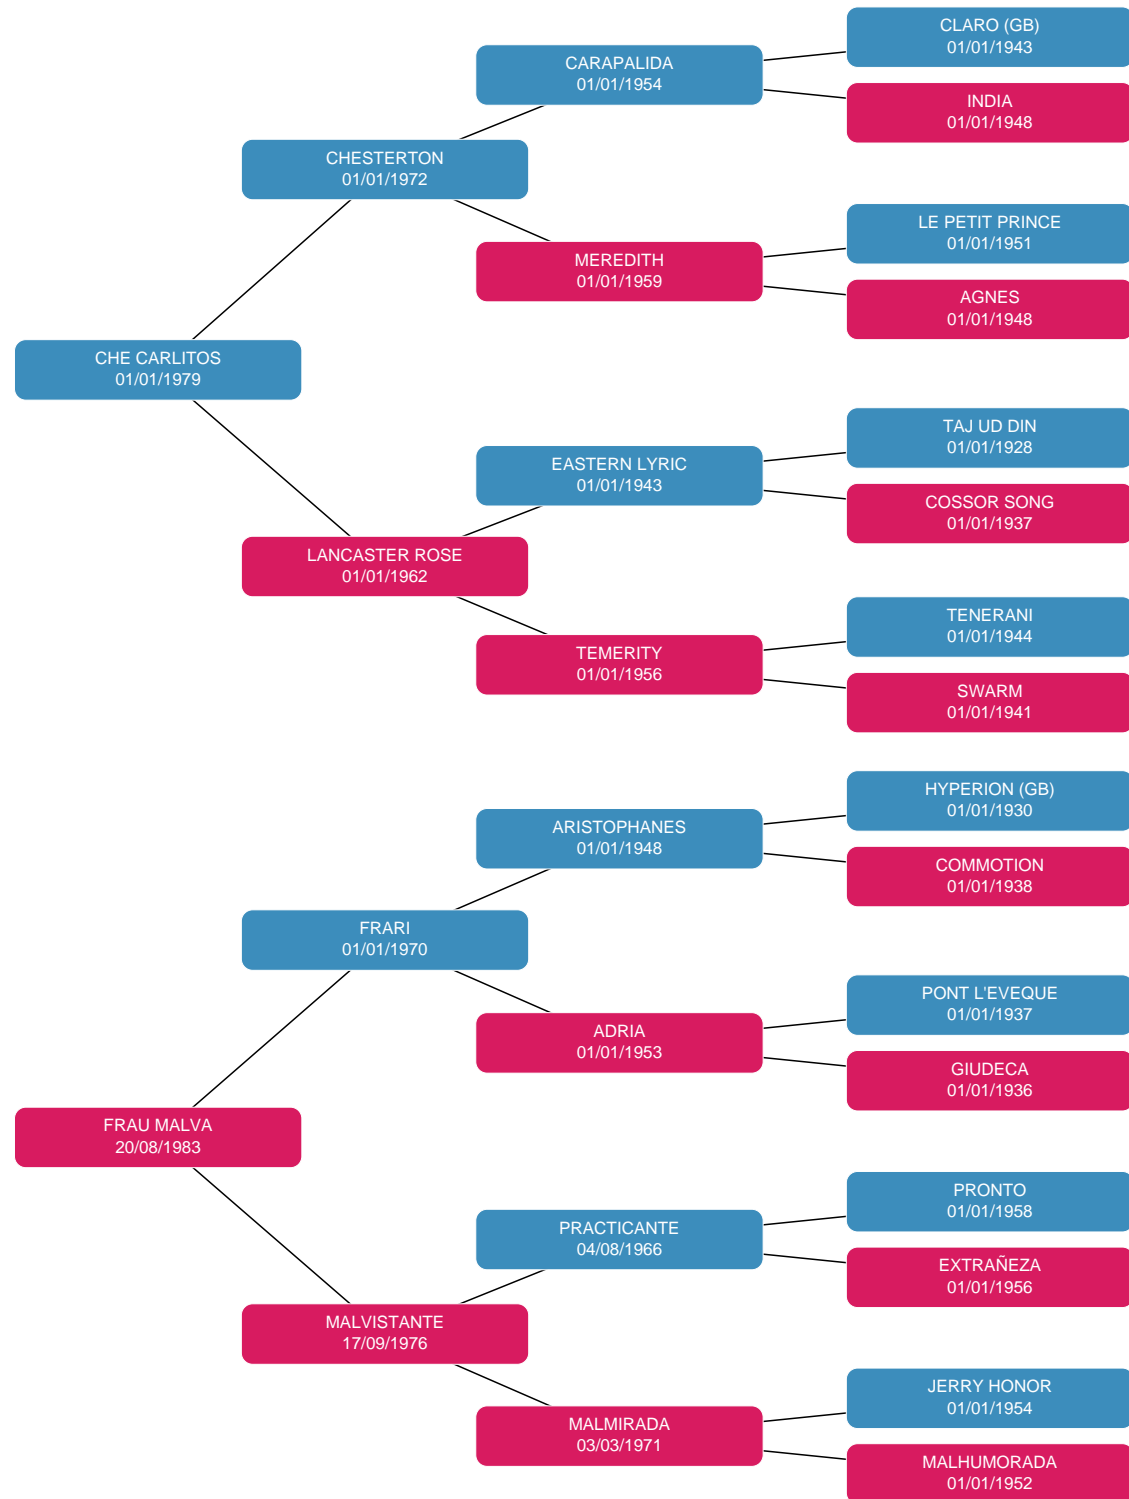 CLARO (GB)
01/01/1943
CARAPALIDA
01/01/1954
INDIA
01/01/1948
CHESTERTON
01/01/1972
LE PETIT PRINCE
01/01/1951
MEREDITH
01/01/1959
AGNES
01/01/1948
CHE CARLITOS
01/01/1979
TAJ UD DIN
01/01/1928
EASTERN LYRIC
01/01/1943
COSSOR SONG
01/01/1937
LANCASTER ROSE
01/01/1962
TENERANI
01/01/1944
TEMERITY
01/01/1956
SWARM
01/01/1941
HYPERION (GB)
01/01/1930
ARISTOPHANES
01/01/1948
COMMOTION
01/01/1938
FRARI
01/01/1970
PONT L'EVEQUE
01/01/1937
ADRIA
01/01/1953
GIUDECA
01/01/1936
FRAU MALVA
20/08/1983
PRONTO
01/01/1958
PRACTICANTE
04/08/1966
EXTRAÑEZA
01/01/1956
MALVISTANTE
17/09/1976
JERRY HONOR
01/01/1954
MALMIRADA
03/03/1971
MALHUMORADA
01/01/1952